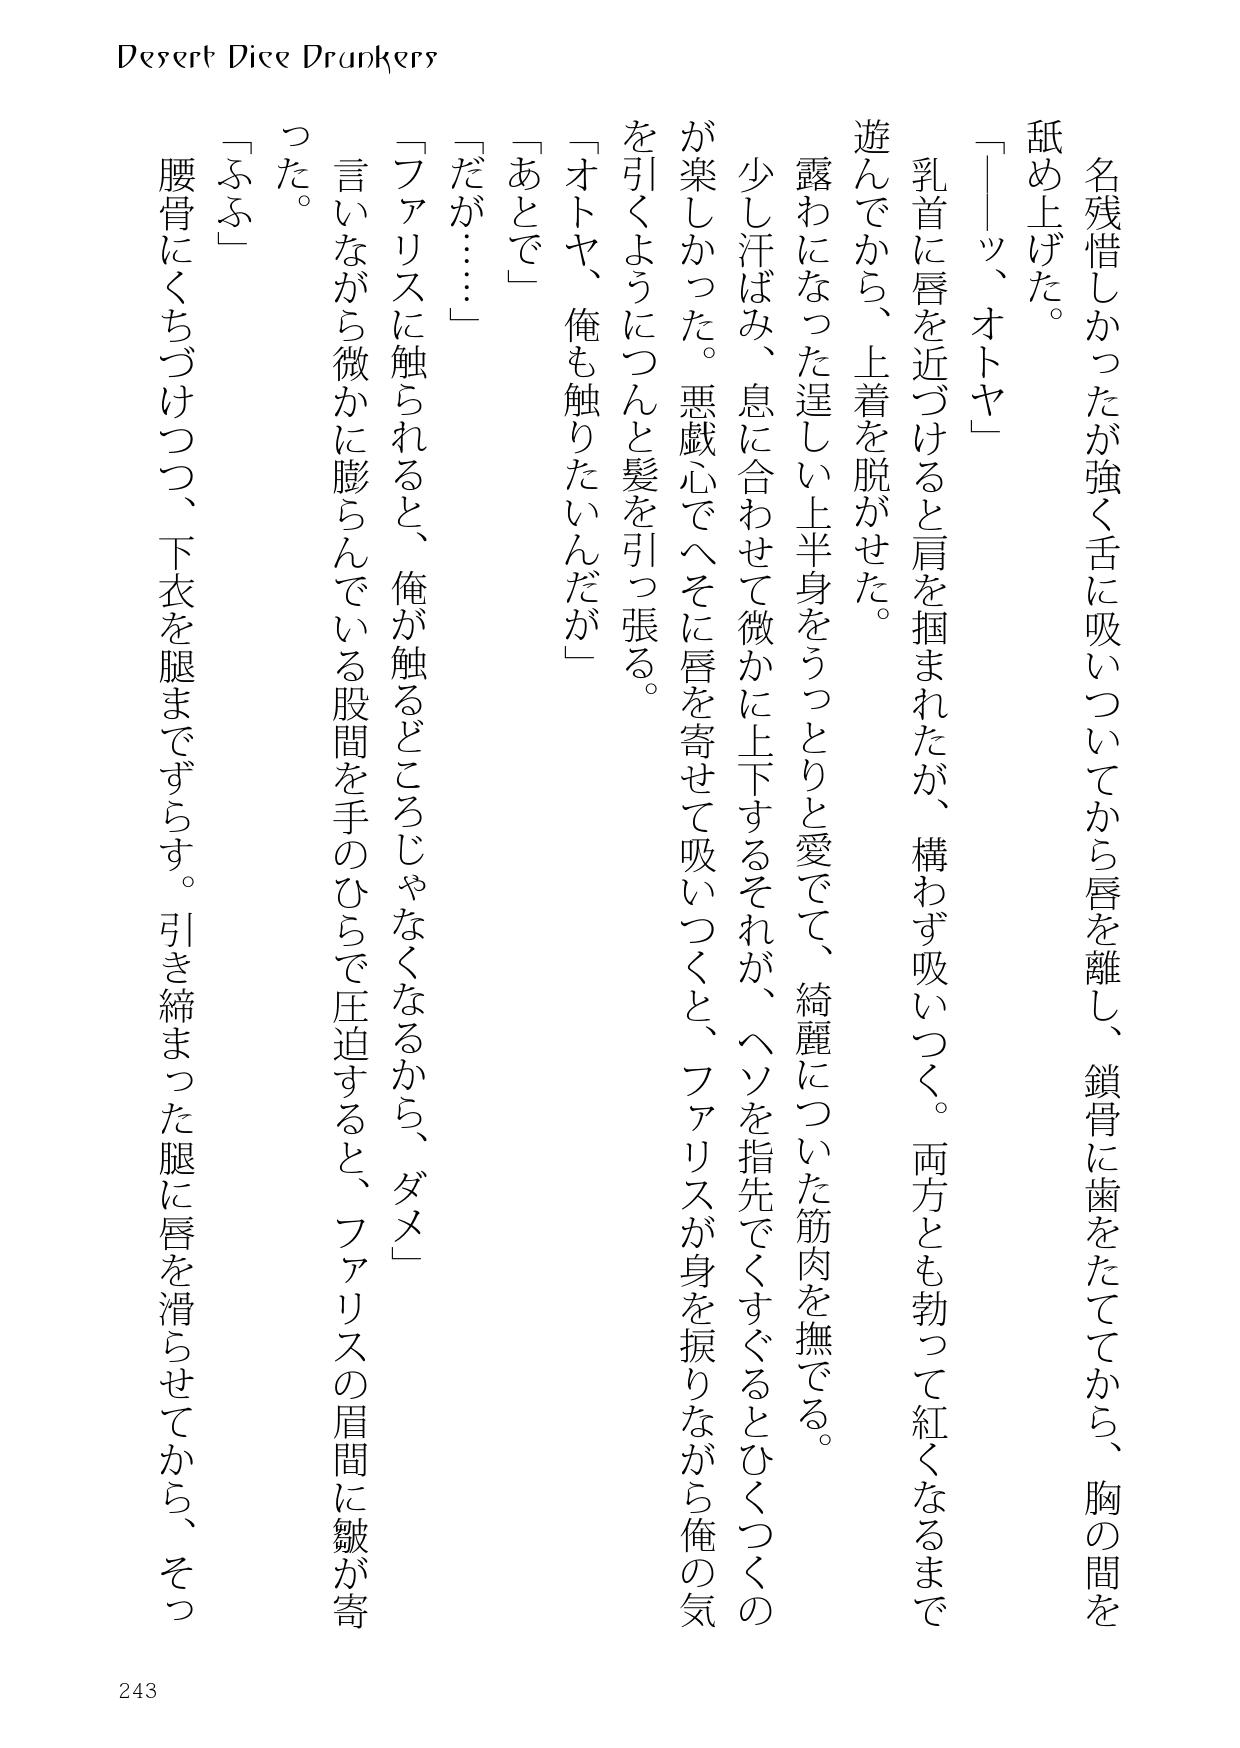 Desert Dice Drunkers
名残惜しかったが強く舌に吸いついてから唇を離し、鎖骨に歯をたててから、胸の間を
舐め上げた。
「――ッ、オトヤ」
乳首に唇を近づけると肩を掴まれたが、構わず吸いつく。両方とも勃って紅くなるまで
遊んでから、上着を脱がせた。
露わになった逞しい上半身をうっとりと愛でて、綺麗についた筋肉を撫でる。
少し汗ばみ、息に合わせて微かに上下するそれが、ヘソを指先でくすぐるとひくつくの
が楽しかった。悪戯心でへそに唇を寄せて吸いつくと、ファリスが身を捩りながら俺の気
を引くようにつんと髪を引っ張る。
「オトヤ、俺も触りたいんだが」
「あとで」
「だが……」
「ファリスに触られると、俺が触るどころじゃなくなるから、ダメ」
言いながら微かに膨らんでいる股間を手のひらで圧迫すると、ファリスの眉間に皺が寄
った。
「ふふ」
腰骨にくちづけつつ、下衣を腿までずらす。引き締まった腿に唇を滑らせてから、そっ
243